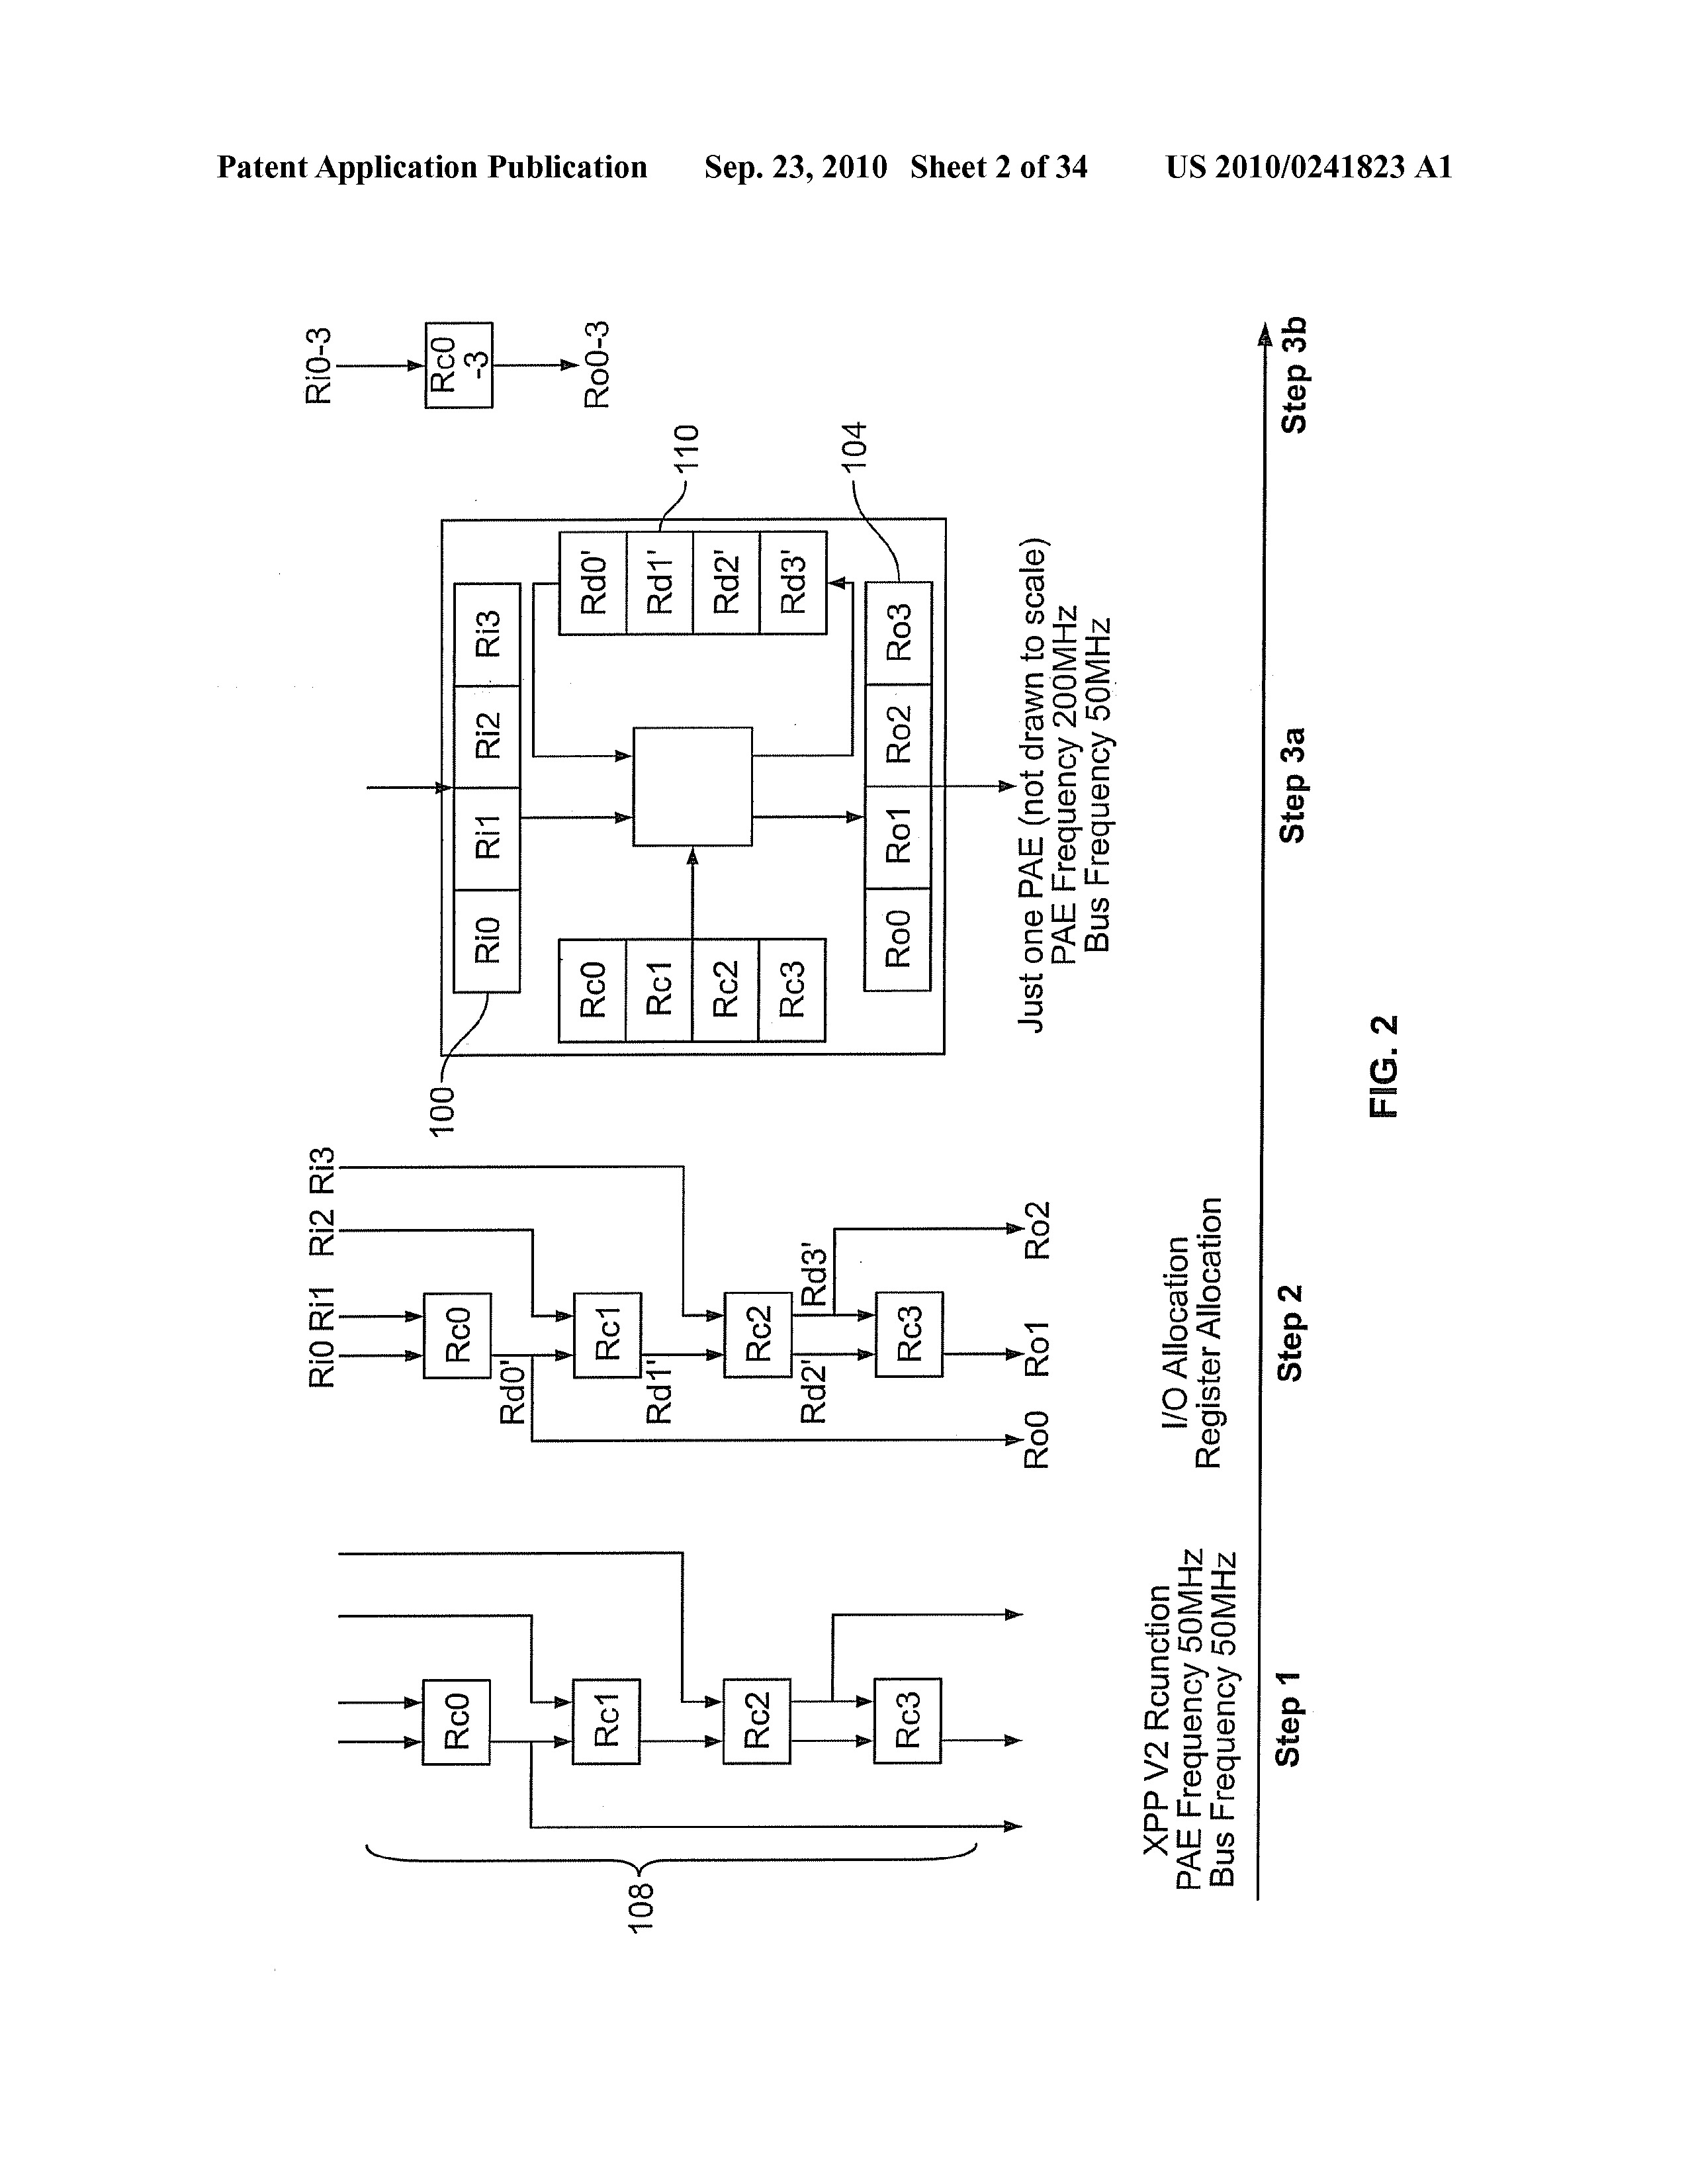 Patent Application Publication Sep. 23, 2010 Sheet 2 of 34 US 2010/0241823 A1
108
Rc0
Rc1
Rc2
Rc3
XPP V2 Rcunction
PAE Frequency 50MHz
Bus Frequency 50MHz
Step 1
Ri0 Ri1 Ri2 Ri3
Rc0
Rd0'
Rc1
Rd1'
Rc2
Rd2' Rd3'
Rc3
Ro0 Ro1 Ro2
I/O Allocation
Register Allocation
Step 2
100
Ri0 Ri1 Ri2 Ri3
Rc0
Rc1
Rc2
Rc3
Rd0'
Rd1'
Rd2'
Rd3'
110
Ro0 Ro1 Ro2 Ro3
104
Just one PAE (not drawn to scale)
PAE Frequency 200MHz
Bus Frequency 50MHz
Step 3a
Ri0-3
Rc0
-3
Ro0-3
Step 3b
FIG. 2